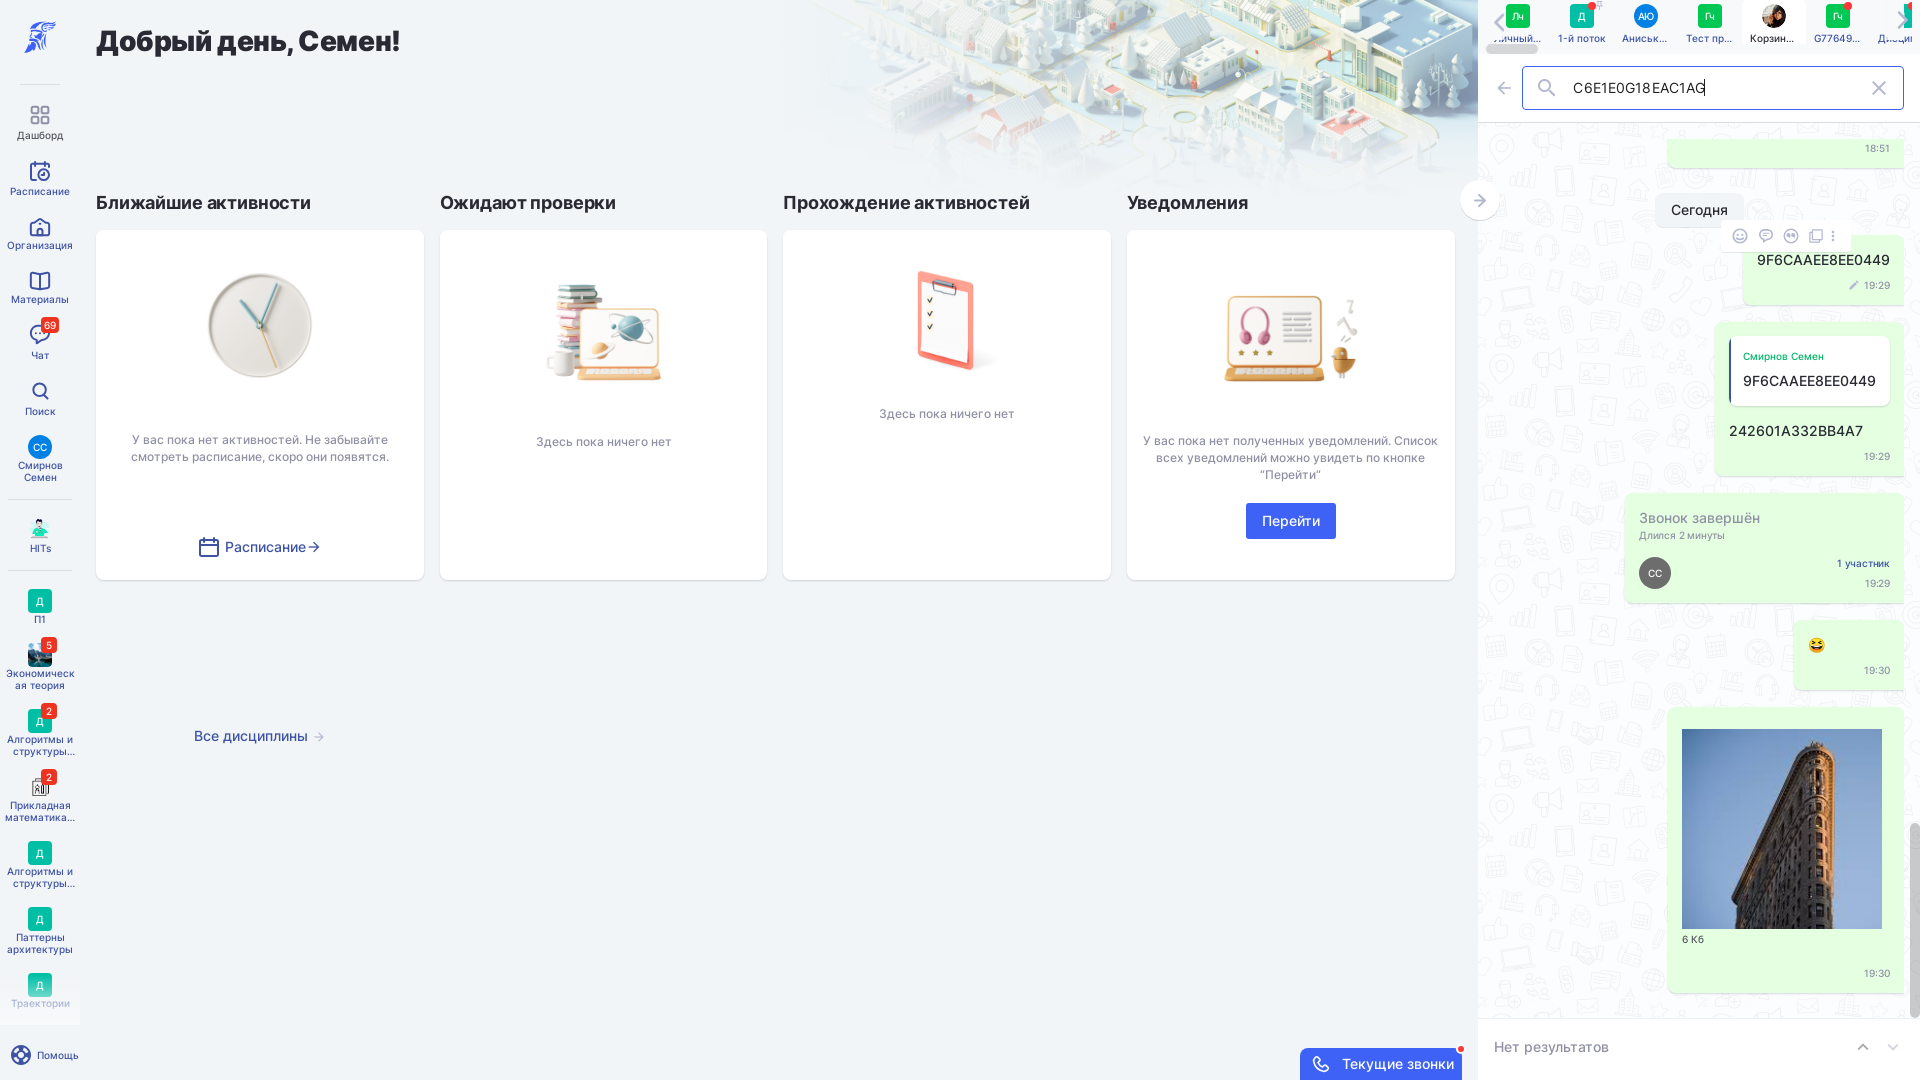 Добрый день, Семен!
Дашборд
Расписание
Организация
Материалы
69
Чат
Поиск
СС
Смирнов
Семен
HITs
Д
П1
5
Экономическ
ая теория
2
Д
Алгоритмы и
структуры...
2
Прикладная
математика...
Д
Алгоритмы и
структуры...
Д
Паттерны
архитектуры
Д
Траектории
Помощь
Ближайшие активности
У вас пока нет активностей. Не забывайте
смотреть расписание, скоро они появятся.
Расписание
Ожидают проверки
Здесь пока ничего нет
Прохождение активностей
Здесь пока ничего нет
Уведомления
У вас пока нет полученных уведомлений. Список
всех уведомлений можно увидеть по кнопке
“Перейти”
Перейти
Все дисциплины
Текущие звонки
Лч
Личный...
Д
1-й поток
АЮ
Аниськ...
Гч
Тест пр...
Корзин...
Гч
G77649...
C6E1E0G18EAC1AG
18:51
Сегодня
9F6CAAEE8EE0449
19:29
Смирнов Семен
9F6CAAEE8EE0449
242601A332BB4A7
19:29
Звонок завершён
Длился 2 минуты
СС
1 участник
19:29
19:30
6 Кб
19:30
Нет результатов